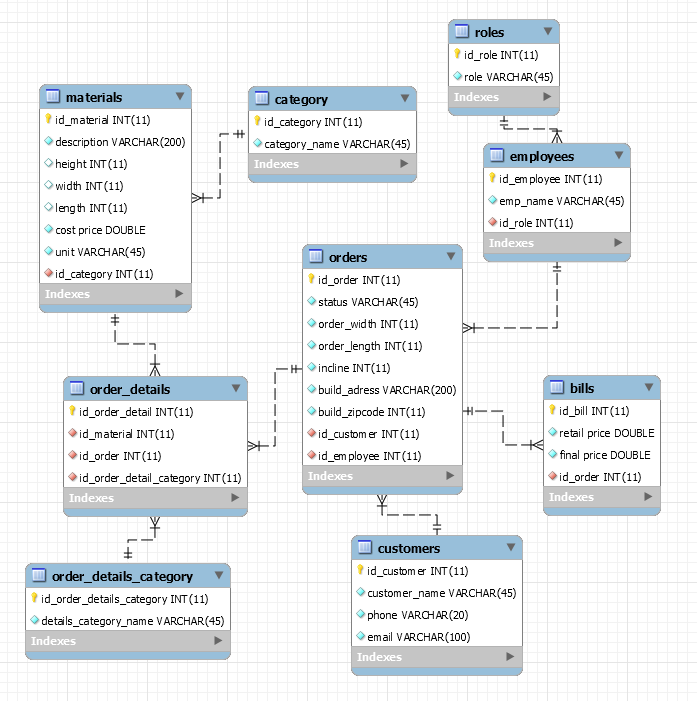 roles
id_role INT(11)
role VARCHAR(45)
Indexes
materials
id_material INT(11)
description VARCHAR(200)
height INT(11)
width INT(11)
length INT(11)
cost price DOUBLE
unit VARCHAR(45)
id_category INT(11)
Indexes
category
id_category INT(11)
category_name VARCHAR(45)
Indexes
employees
id_employee INT(11)
emp_name VARCHAR(45)
id_role INT(11)
Indexes
orders
id_order INT(11)
status VARCHAR(45)
order_width INT(11)
order_length INT(11)
incline INT(11)
build_adress VARCHAR(200)
build_zipcode INT(11)
id_customer INT(11)
id_employee INT(11)
Indexes
order_details
id_order_detail INT(11)
id_material INT(11)
id_order INT(11)
id_order_detail_category INT(11)
Indexes
bills
id_bill INT(11)
retail price DOUBLE
final price DOUBLE
id_order INT(11)
Indexes
order_details_category
id_order_details_category INT(11)
details_category_name VARCHAR(45)
Indexes
customers
id_customer INT(11)
customer_name VARCHAR(45)
phone VARCHAR(20)
email VARCHAR(100)
Indexes